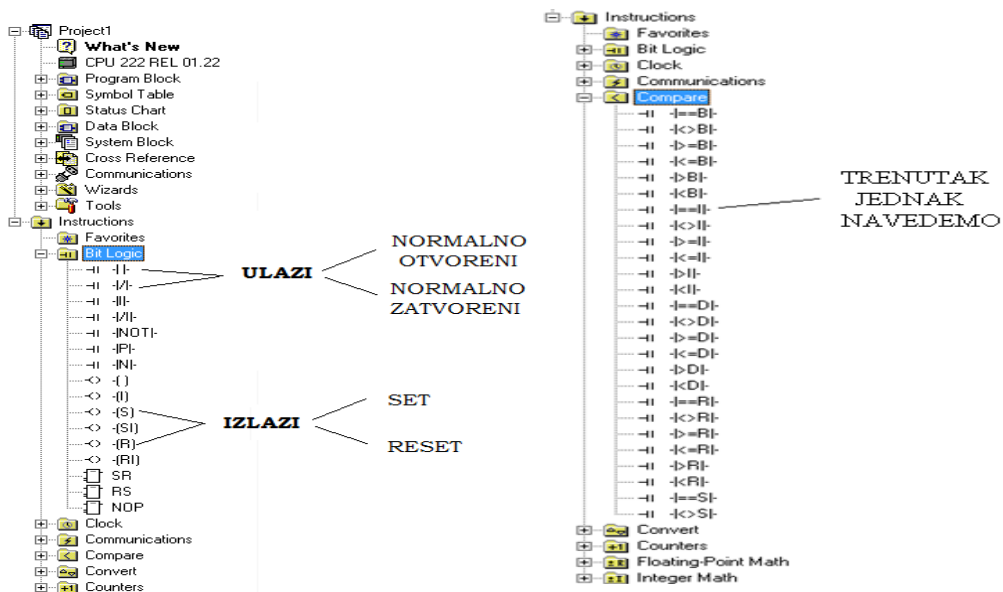 Project1
What's New
CPU 222 REL 01.22
Program Block
Symbol Table
Status Chart
Data Block
System Block
Cross Reference
Communications
Wizards
Tools
Instructions
Favorites
Bit Logic
-| |-
-|/|-
-|I|-
-|/I|-
-|NOT|-
-|P|-
-|N|-
-( )
-(I)
-(S)
-(SI)
-(R)
-(RI)
SR
RS
NOP
Clock
Communications
Compare
Convert
Counters
ULAZI
NORMALNO
OTVORENI
NORMALNO
ZATVORENI
IZLAZI
SET
RESET
Instructions
Favorites
Bit Logic
Clock
Communications
Compare
-|==B|-
-|<>B|-
-|>=B|-
-|<=B|-
-|>B|-
-|<B|-
-|==I|-
-|<>I|-
-|>=I|-
-|<=I|-
-|>I|-
-|<I|-
-|==D|-
-|<>D|-
-|>=D|-
-|<=D|-
-|>D|-
-|<D|-
-|==R|-
-|<>R|-
-|>=R|-
-|<=R|-
-|>R|-
-|<R|-
-|==S|-
-|<>S|-
Convert
Counters
Floating-Point Math
Integer Math
TRENUTAK
JEDNAK
NAVEDEMO